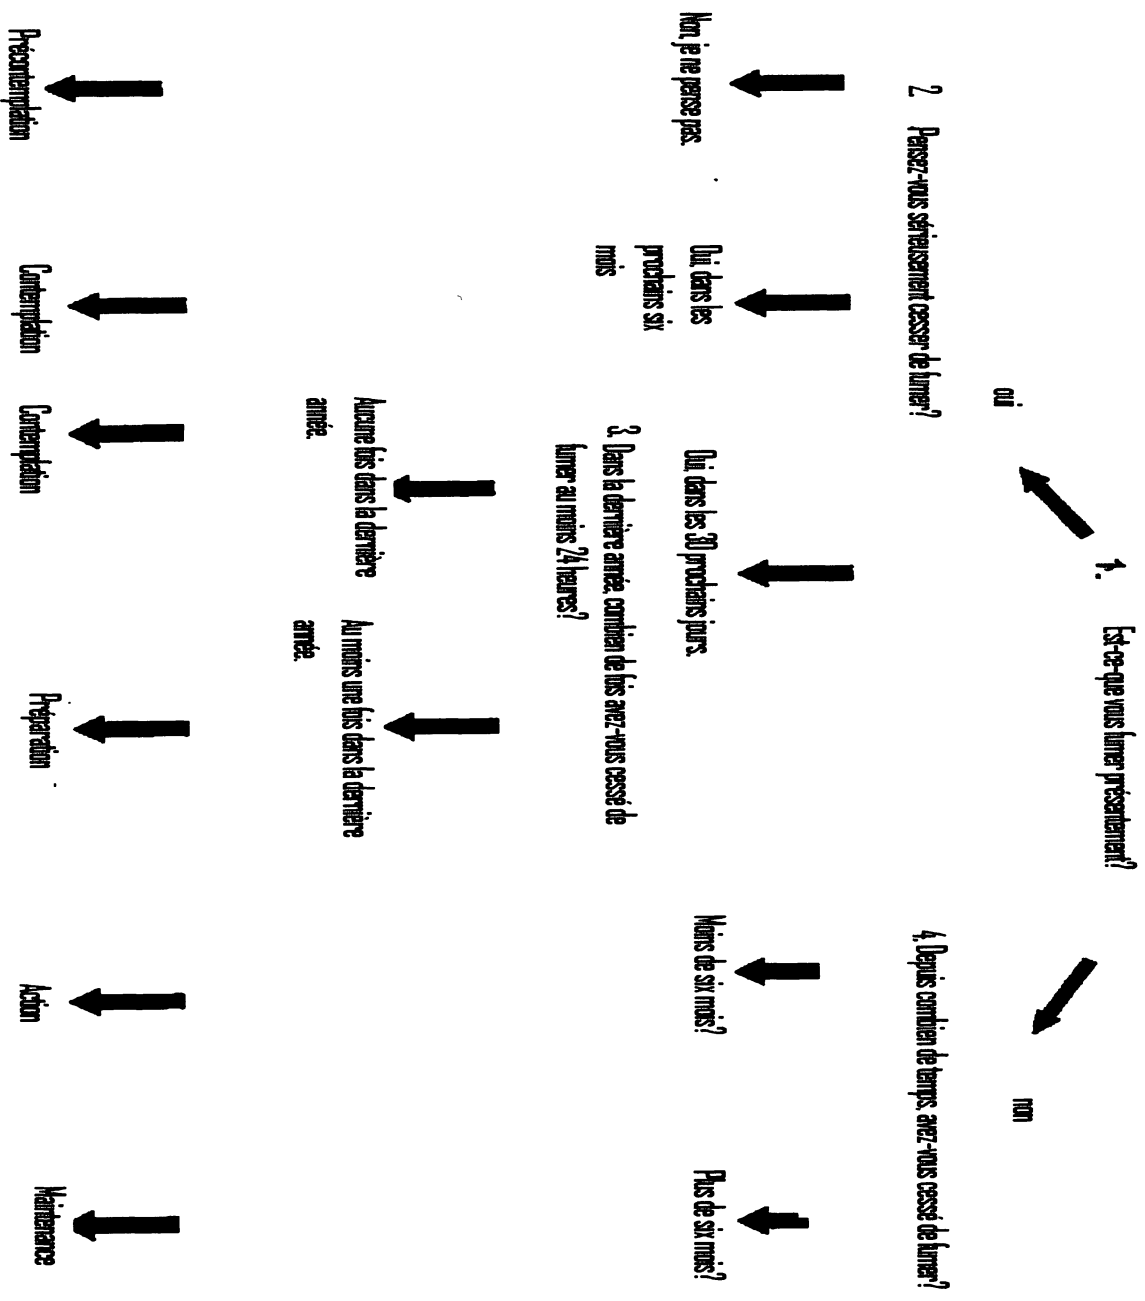 1. Est-ce-que vous fumer présentement?
oui
non
2. Pensez-vous sérieusement cesser de fumer?
4. Depuis combien de temps, avez-vous cessé de fumer?
Non, je ne pense pas.
Oui, dans les
prochains six
mois
Oui, dans les 30 prochains jours.
Moins de six mois?
Plus de six mois?
3. Dans la dernière année, combien de fois avez-vous cessé de
fumer au moins 24 heures?
Aucune fois dans la dernière
année.
Au moins une fois dans la dernière
année.
Précontemplation
Contemplation
Contemplation
Préparation
Action
Maintenance